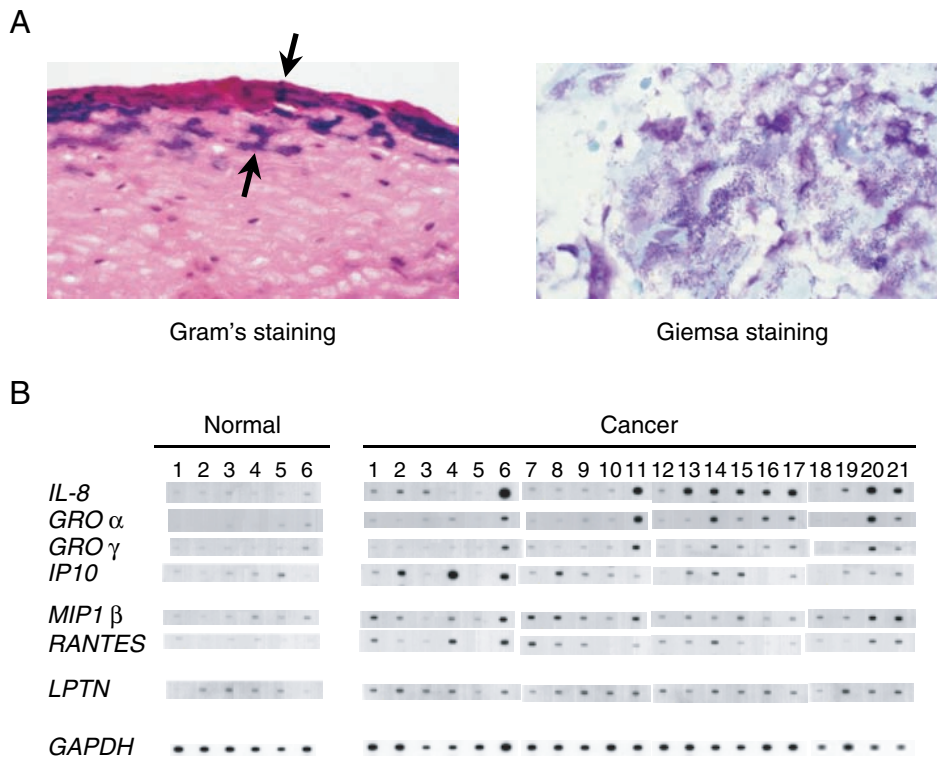 A
Gram's staining
Giemsa staining
B
Normal
Cancer
1 2 3 4 5 6
1 2 3 4 5 6 7 8 9 10 11 12 13 14 15 16 17 18 19 20 21
IL-8
GRO α
GRO γ
IP10
MIP1 β
RANTES
LPTN
GAPDH